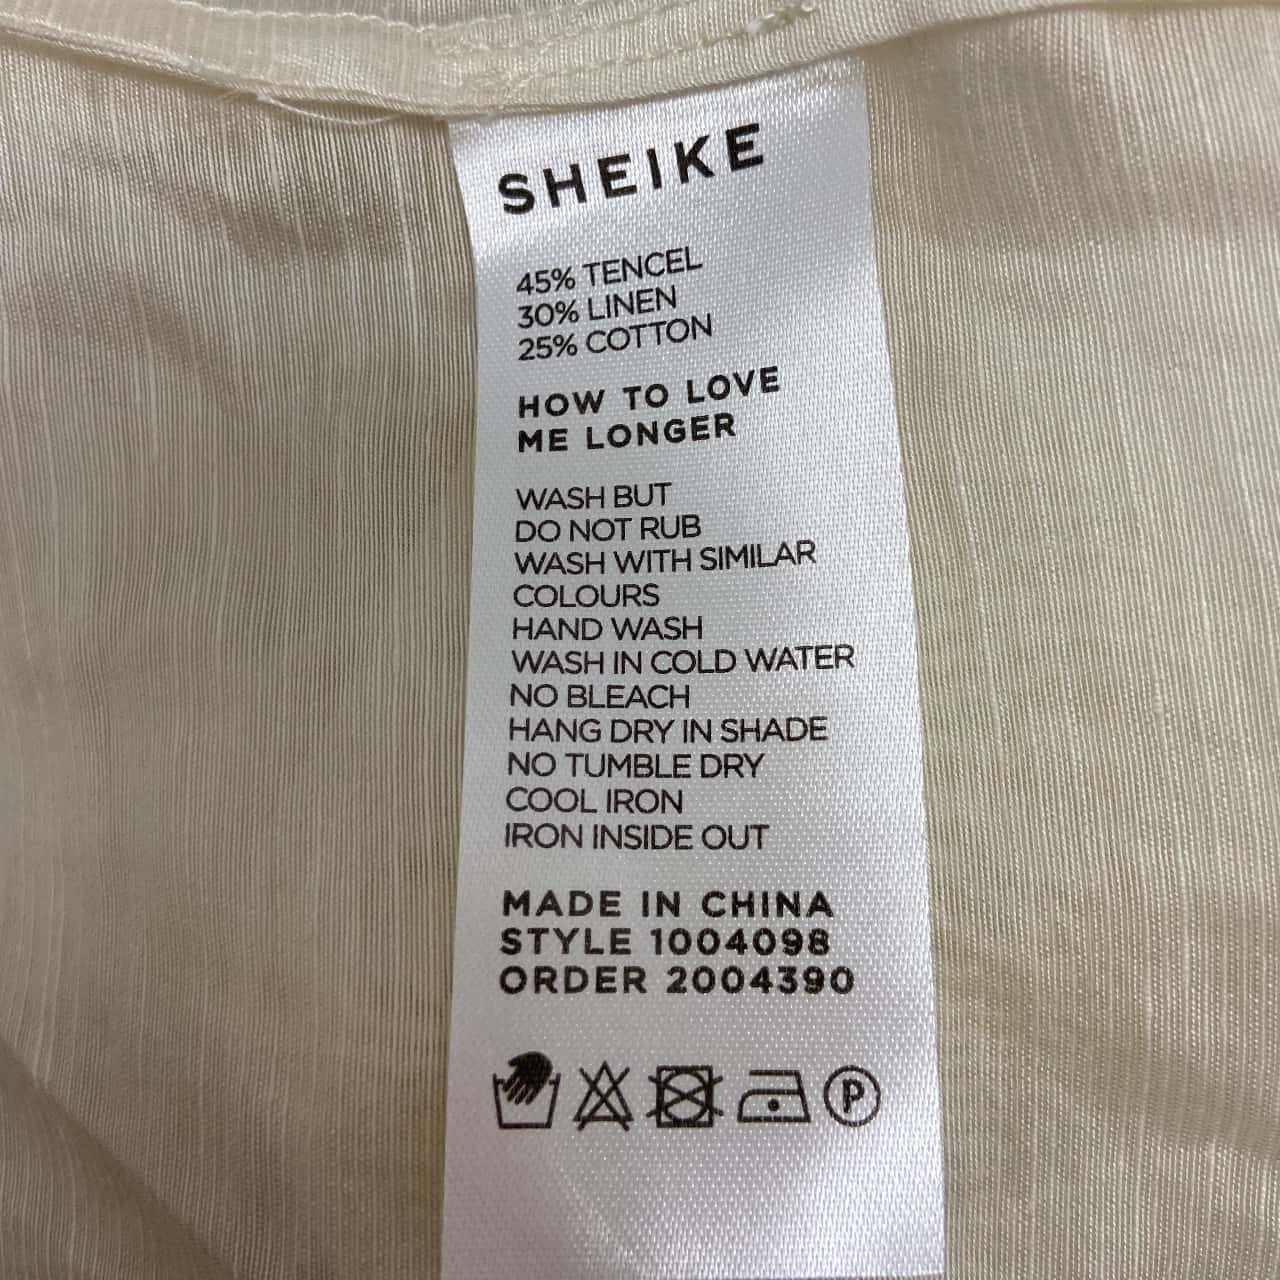 SHEIKE
45% TENCEL
30% LINEN
25% COTTON
HOW TO LOVE
ME LONGER
WASH BUT
DO NOT RUB
WASH WITH SIMILAR
COLOURS
HAND WASH
WASH IN COLD WATER
NO BLEACH
HANG DRY IN SHADE
NO TUMBLE DRY
COOL IRON
IRON INSIDE OUT
MADE IN CHINA
STYLE 1004098
ORDER 2004390
P